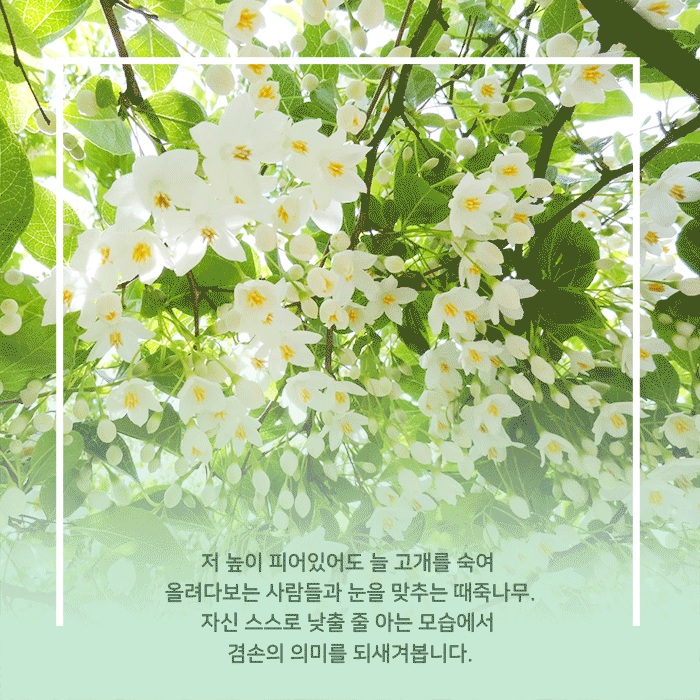 저 높이 피어있어도 늘 고개를 숙여
올려다보는 사람들과 눈을 맞추는 때죽나무.
자신 스스로 낮출 줄 아는 모습에서
겸손의 의미를 되새겨봅니다.